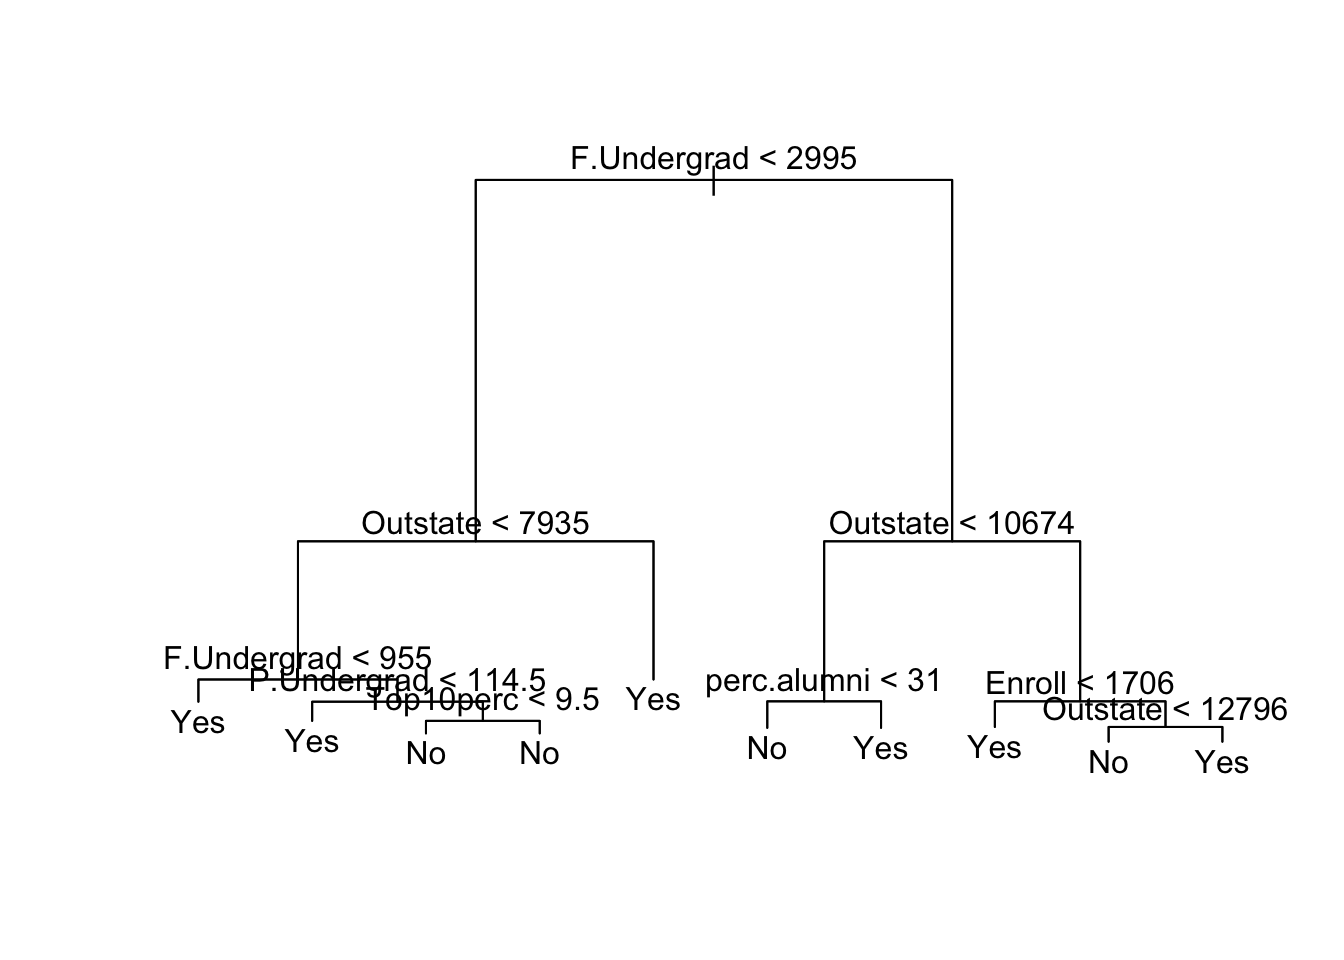 F.Undergrad < 2995
Outstate < 7935
Outstate < 10674
F.Undergrad < 955
P.Undergrad < 114.5
perc.alumni < 31
Enroll < 1706
Top10perc < 9.5
Yes
Outstate < 12796
Yes
Yes
No
No
No
Yes
Yes
No
Yes